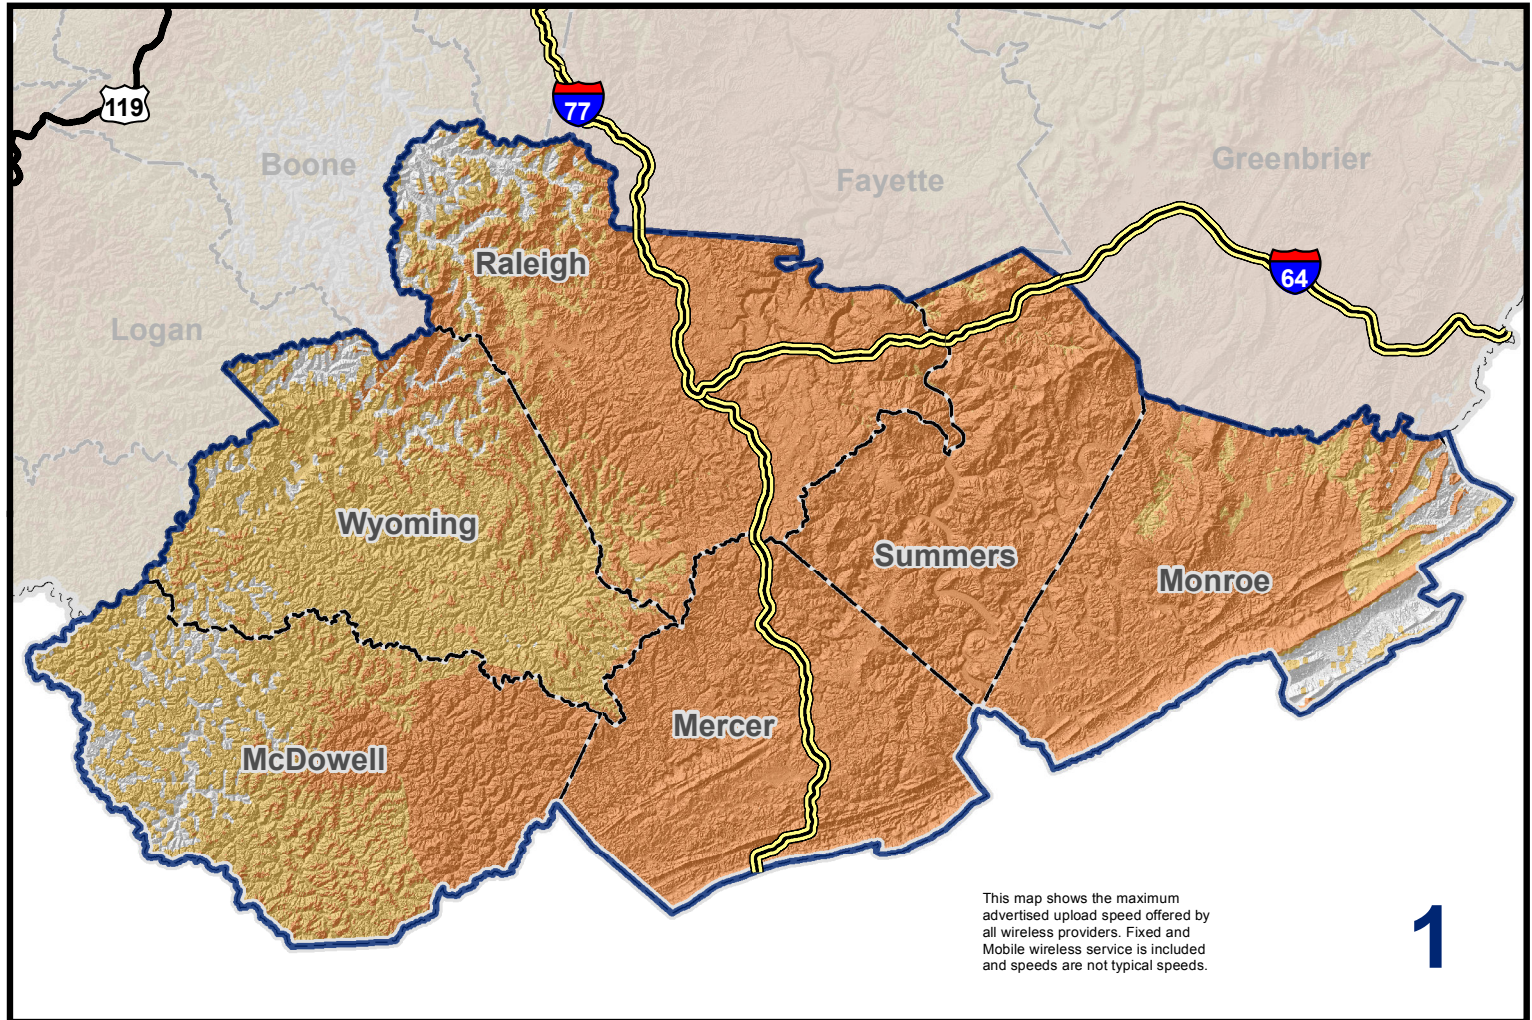 119
77
Boone
Fayette
Greenbrier
Raleigh
64
Logan
Wyoming
Summers
Monroe
Mercer
McDowell
This map shows the maximum
advertised upload speed offered by
all wireless providers. Fixed and
Mobile wireless service is included
and speeds are not typical speeds.
1